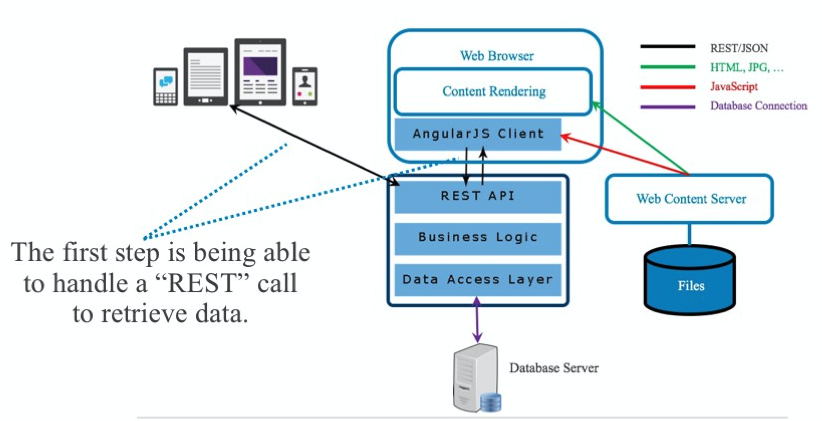 Web Browser
Content Rendering
AngularJS Client
REST/JSON
HTML, JPG, ...
JavaScript
Database Connection
REST API
Business Logic
Data Access Layer
Web Content Server
Files
The first step is being able
to handle a “REST” call
to retrieve data.
Database Server